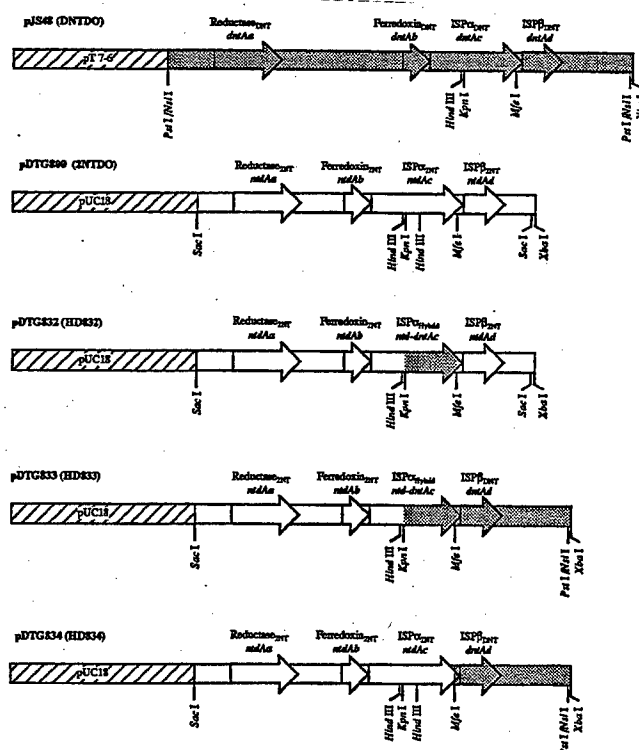 pJS48 (DNTDO)
Reductase DNT dntAa
Ferredoxin DNT dntAb
ISPα DNT dntAc
ISPβ DNT dntAd
pT 7-6
Pst I/Nsi I
Hind III
Kpn I
Mfe I
Pst I/Nsi I
(2NTDO)
Reductase 2NT ntdAa
Ferredoxin 2NT ntdAb
ISPα 2NT ntdAc
ISPβ 2NT ntdAd
pUC18
Sac I
Hind III
Kpn I
Hind III
Mfe I
Sac I
Xba I
pDTG832 (HD832)
Reductase 2NT ntdAa
Ferredoxin 2NT ntdAb
ISPα Hybrid ntd-dntAc
ISPβ 2NT ntdAd
pUC18
Sac I
Hind III
Kpn I
Mfe I
Sac I
Xba I
pDTG833 (HD833)
Reductase 2NT ntdAa
Ferredoxin 2NT ntdAb
ISPα Hybrid ntd-dntAc
ISPβ DNT dntAd
pUC18
Sac I
Hind III
Kpn I
Mfe I
Pst I/Nsi I
Xba I
pDTG834 (HD834)
Reductase 2NT ntdAa
Ferredoxin 2NT ntdAb
ISPα 2NT ntdAc
ISPβ DNT dntAd
pUC18
Sac I
Hind III
Kpn I
Hind III
Mfe I
Xba I